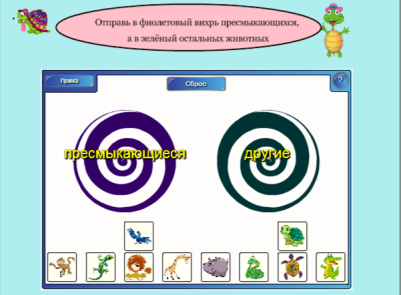 Отправь в фиолетовый вихрь пресмыкающихся,
а в зелёный остальных животных
Правка
Сброс
?
пресмыкающиеся
другие